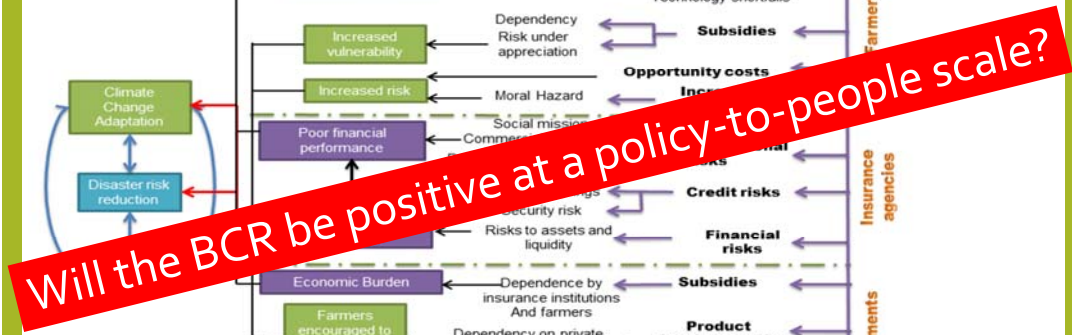 Dependency
Risk under
appreciation
Subsidies
Increased
vulnerability
Opportunity costs
Increased risk
Moral Hazard
Climate
Change
Adaptation
Poor financial
performance
Social mission
Disaster risk
reduction
Credit risks
Security risk
Risks to assets and
liquidity
Financial
risks
Insurance
agencies
Will the BCR be positive at a policy-to-people scale?
Economic Burden
Dependence by
insurance institutions
And farmers
Subsidies
Farmers
encouraged to
Dependency on private
Product